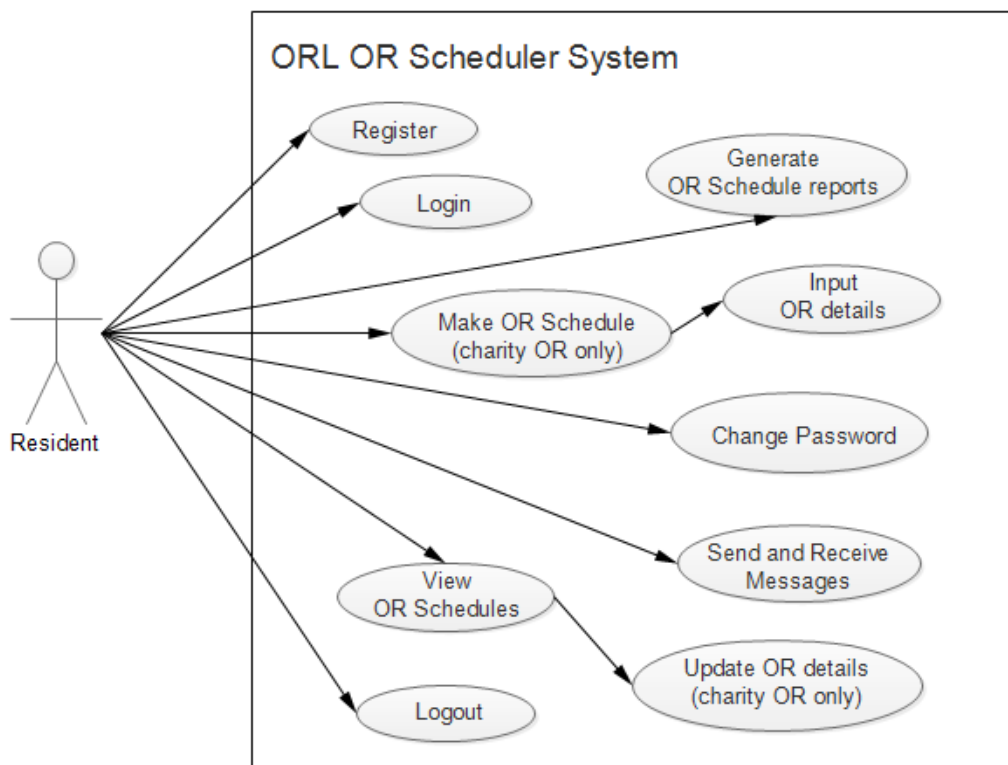 ORL OR Scheduler System
Register
Generate
OR Schedule reports
Login
Input
OR details
Make OR Schedule
(charity OR only)
Resident
Change Password
Send and Receive
Messages
View
OR Schedules
Update OR details
(charity OR only)
Logout